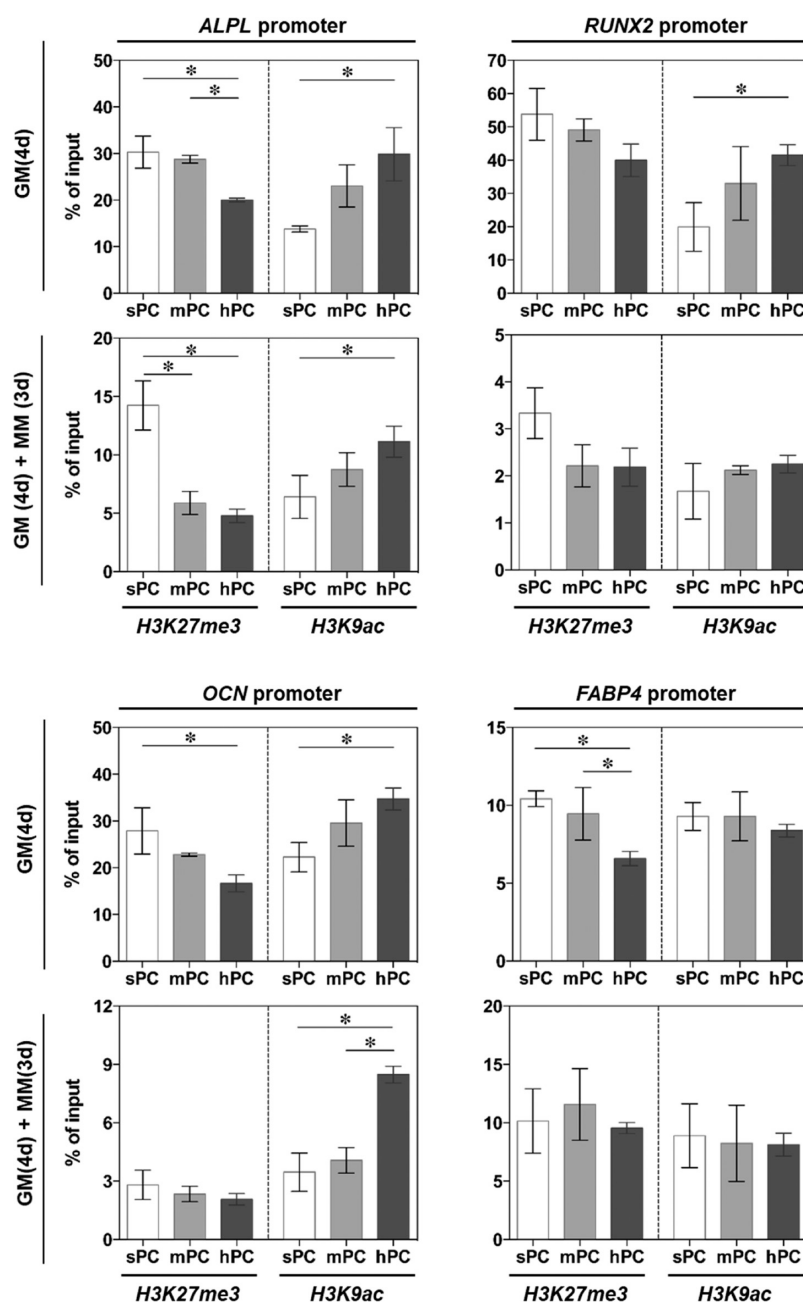 ALPL promoter
RUNX2 promoter
GM(4d)
% of input
50
40
30
20
10
0
* * *
sPC mPC hPC sPC mPC hPC
70
60
50
40
30
20
10
0
*
sPC mPC hPC sPC mPC hPC
GM (4d) + MM (3d)
% of input
20
15
10
5
0
* * *
sPC mPC hPC sPC mPC hPC
H3K27me3 H3K9ac
5
4
3
2
1
0
sPC mPC hPC sPC mPC hPC
H3K27me3 H3K9ac
OCN promoter
FABP4 promoter
GM(4d)
% of input
50
40
30
20
10
0
* *
sPC mPC hPC sPC mPC hPC
15
10
5
0
* *
sPC mPC hPC sPC mPC hPC
GM(4d) + MM(3d)
% of input
12
9
6
3
0
* *
sPC mPC hPC sPC mPC hPC
H3K27me3 H3K9ac
20
15
10
5
0
sPC mPC hPC sPC mPC hPC
H3K27me3 H3K9ac